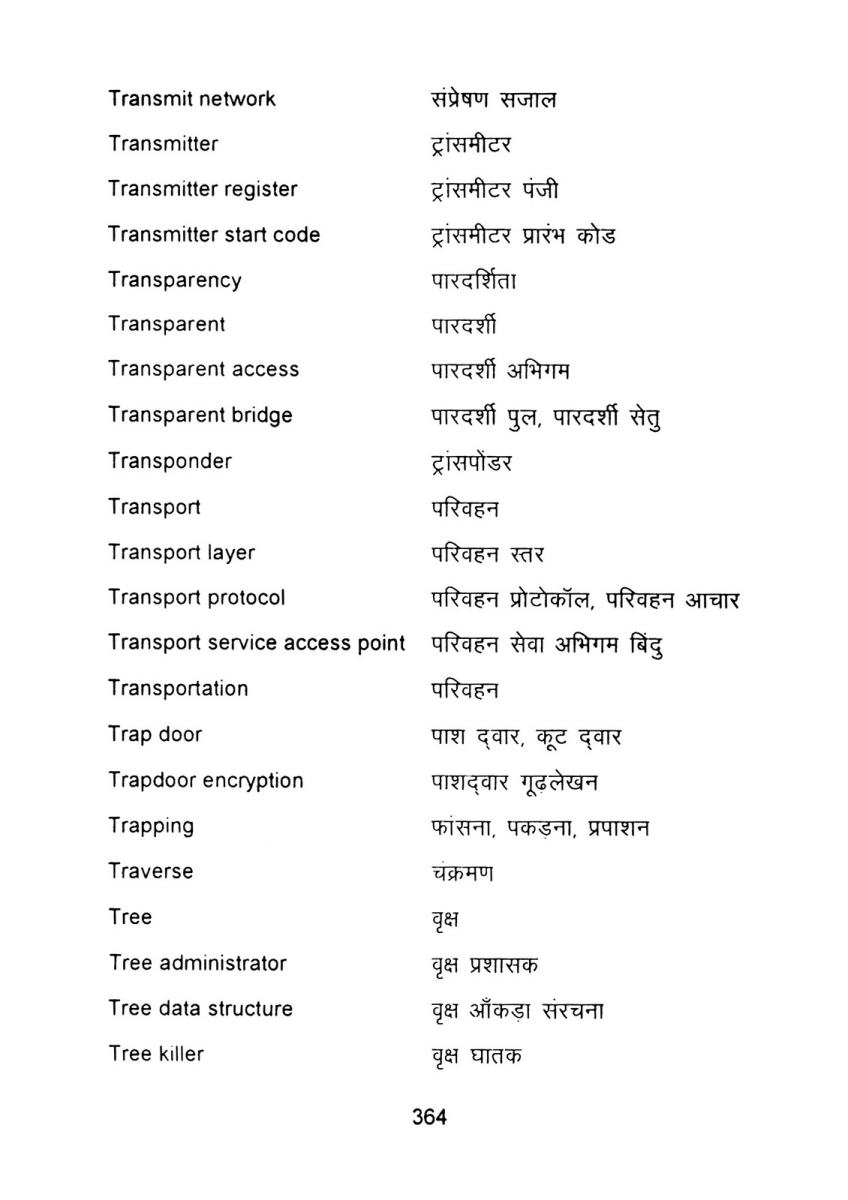 Transmit network संप्रेषण सजाल
Transmitter ट्रांसमीटर
Transmitter register ट्रांसमीटर पंजी
Transmitter start code ट्रांसमीटर प्रारंभ कोड
Transparency पारदर्शिता
Transparent पारदर्शी
Transparent access पारदर्शी अभिगम
Transparent bridge पारदर्शी पुल, पारदर्शी सेतु
Transponder ट्रांसपोंडर
Transport परिवहन
Transport layer परिवहन स्तर
Transport protocol परिवहन प्रोटोकॉल, परिवहन आचार
Transport service access point परिवहन सेवा अभिगम बिंदु
Transportation परिवहन
Trap door पाश द्‌वार, कूट द्‌वार
Trapdoor encryption पाशद्‌वार गूढ़लेखन
Trapping फांसना, पकड़ना, प्रपाशन
Traverse चंक्रमण
Tree वृक्ष
Tree administrator वृक्ष प्रशासक
Tree data structure वृक्ष आँकड़ा संरचना
Tree killer वृक्ष घातक
364